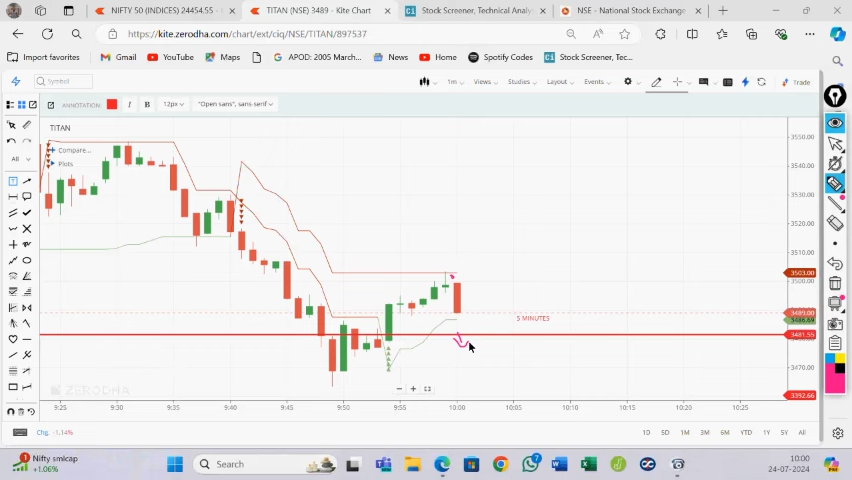 NIFTY 50 (INDICES) 24454.55
TITAN (NSE) 3489 - Kite Chart
Stock Screener, Technical Analy
NSE - National Stock Exchange
https://kite.zerodha.com/chart/ext/ciq/NSE/TITAN/897537
Import favorites
Gmail
YouTube
Maps
APOD: 2005 March...
News
Home
Spotify Codes
Stock Screener, Tec...
Symbol
1m
Views
Studies
Layout
Events
Trade
ANNOTATION:
I
B
12px
"Open sans", sans-serif
All
TITAN
Compare...
Plots
3550.00
3540.00
3530.00
3520.00
3510.00
3503.00
3500.00
3489.00
3486.69
3481.55
3470.00
3392.66
5 MINUTES
ZERODHA
9:25
9:30
9:35
9:40
9:45
9:50
9:55
10:00
10:05
10:10
10:15
10:20
10:25
Chg. -1.14%
1D
5D
1M
3M
6M
YTD
1Y
5Y
All
Nifty smlcap
+1.06%
Search
10:00
24-07-2024